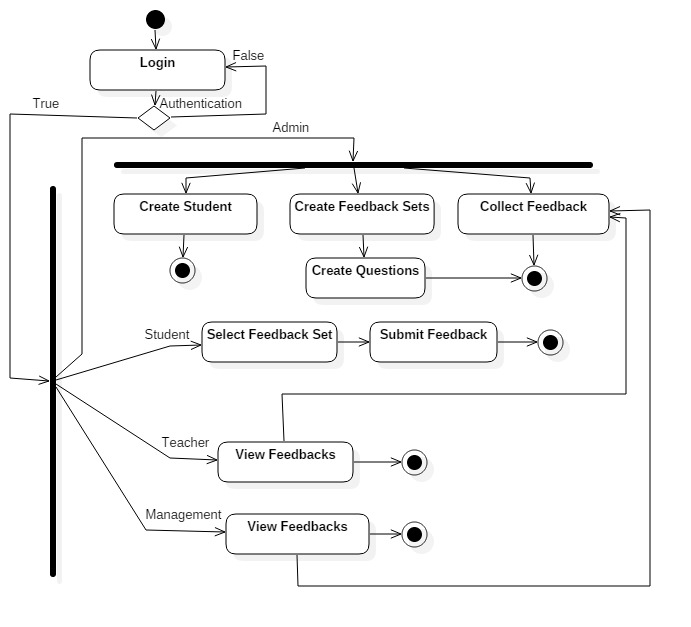 False
Login
True
Authentication
Admin
Create Student
Create Feedback Sets
Collect Feedback
Create Questions
Student
Select Feedback Set
Submit Feedback
Teacher
View Feedbacks
Management
View Feedbacks